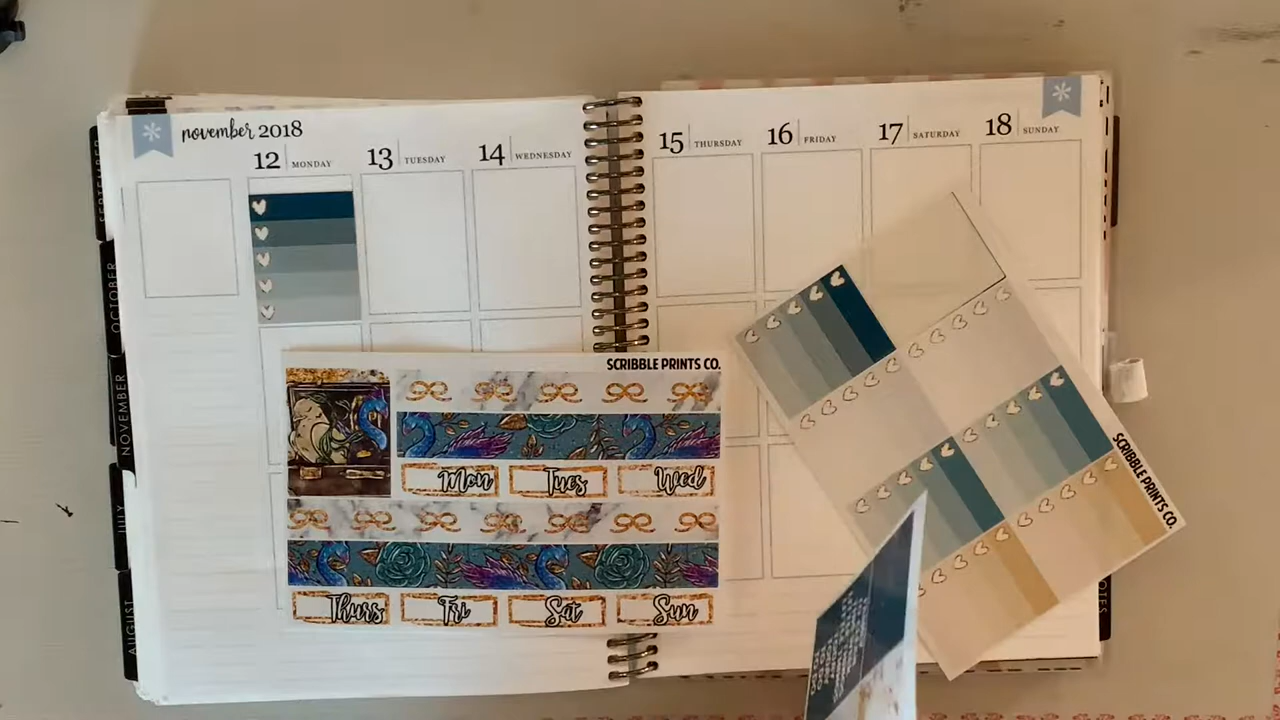 november 2018
12 MONDAY
13 TUESDAY
14 WEDNESDAY
15 THURSDAY
16 FRIDAY
17 SATURDAY
18 SUNDAY
SEPTEMBER
OCTOBER
NOVEMBER
JULY
AUGUST
SCRIBBLE PRINTS CO.
Mon
Tues
Wed
Thurs
Fri
Sat
Sun
SCRIBBLE PRINTS CO.
NOTES